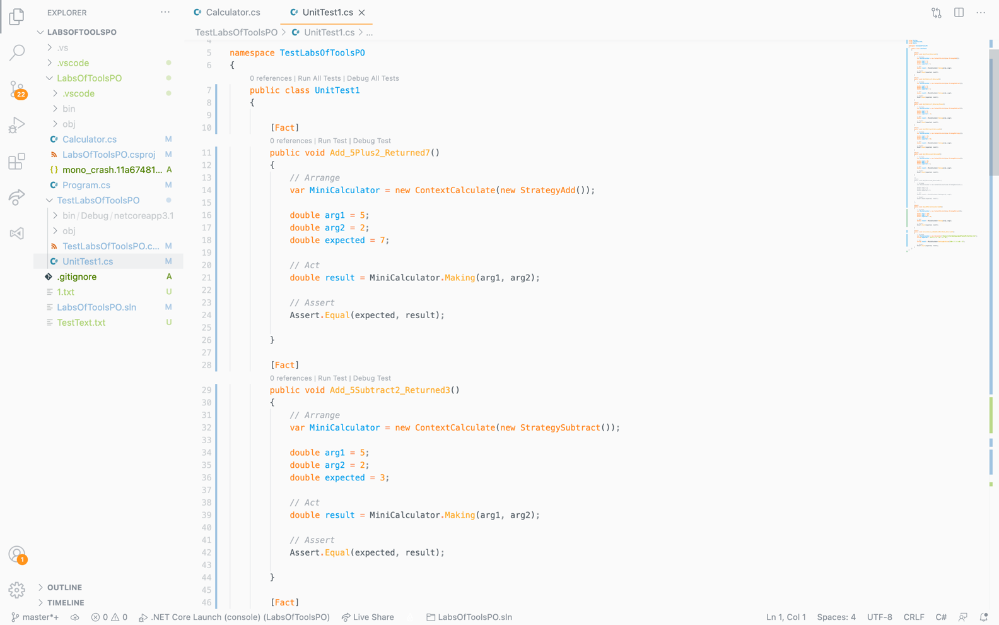 EXPLORER
LABSOFTOOLSPO
.vs
.vscode
LabsOfToolsPO
.vscode
bin
obj
Calculator.cs M
LabsOfToolsPO.csproj M
{} mono_crash.11a67481... A
Program.cs M
TestLabsOfToolsPO
bin/Debug/netcoreapp3.1
obj
TestLabsOfToolsPO.c... M
UnitTest1.cs M
.gitignore A
1.txt U
LabsOfToolsPO.sln M
TestText.txt U
OUTLINE
TIMELINE
22
1
Calculator.cs UnitTest1.cs
TestLabsOfToolsPO > UnitTest1.cs > ...
4
5 namespace TestLabsOfToolsPO
6 {
0 references | Run All Tests | Debug All Tests
7 public class UnitTest1
8 {
9
10 [Fact]
0 references | Run Test | Debug Test
11 public void Add_5Plus2_Returned7()
12 {
13 // Arrange
14 var MiniCalculator = new ContextCalculate(new StrategyAdd());
15
16 double arg1 = 5;
17 double arg2 = 2;
18 double expected = 7;
19
20 // Act
21 double result = MiniCalculator.Making(arg1, arg2);
22
23 // Assert
24 Assert.Equal(expected, result);
25
26 }
27
28 [Fact]
0 references | Run Test | Debug Test
29 public void Add_5Subtract2_Returned3()
30 {
31 // Arrange
32 var MiniCalculator = new ContextCalculate(new StrategySubtract());
33
34 double arg1 = 5;
35 double arg2 = 2;
36 double expected = 3;
37
38 // Act
39 double result = MiniCalculator.Making(arg1, arg2);
40
41 // Assert
42 Assert.Equal(expected, result);
43
44 }
45
46 [Fact]
master*+ 0 0 .NET Core Launch (console) (LabsOfToolsPO) Live Share LabsOfToolsPO.sln Ln 1, Col 1 Spaces: 4 UTF-8 CRLF C#